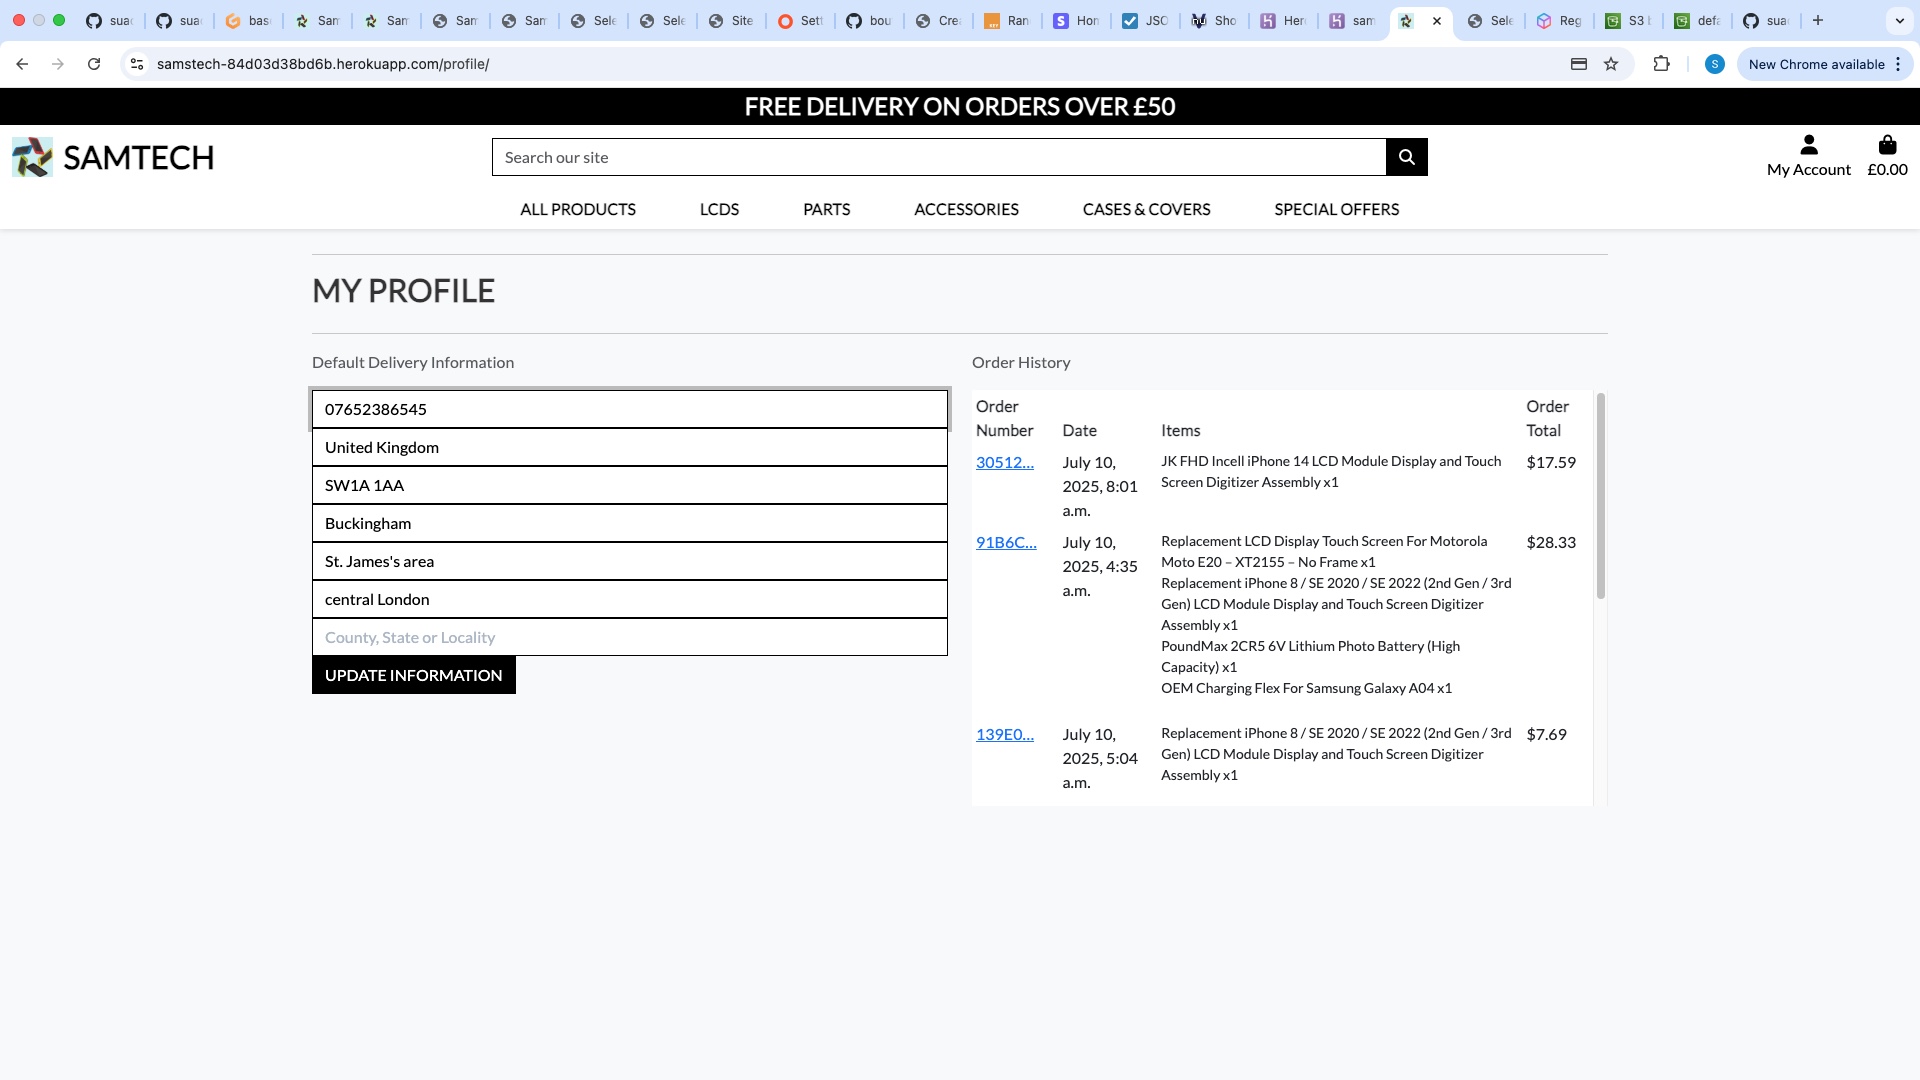 suac
suac
bas
Sam
Sam
Sam
Sam
Sele
Sele
Site
Sett
bou
Crea
Ran
Hom
JSO
Sho
Her
sam
Sele
Reg
S3 b
defa
suac
samstech-84d03d38bd6b.herokuapp.com/profile/
S
New Chrome available
FREE DELIVERY ON ORDERS OVER £50
SAMTECH
Search our site
My Account
£0.00
ALL PRODUCTS
LCDS
PARTS
ACCESSORIES
CASES & COVERS
SPECIAL OFFERS
MY PROFILE
Default Delivery Information
07652386545
United Kingdom
SW1A 1AA
Buckingham
St. James's area
central London
County, State or Locality
UPDATE INFORMATION
Order History
Order
Number
Date
Items
Order
Total
30512...
July 10,
2025, 8:01
a.m.
JK FHD Incell iPhone 14 LCD Module Display and Touch
Screen Digitizer Assembly x1
$17.59
91B6C...
July 10,
2025, 4:35
a.m.
Replacement LCD Display Touch Screen For Motorola
Moto E20 – XT2155 – No Frame x1
Replacement iPhone 8 / SE 2020 / SE 2022 (2nd Gen / 3rd
Gen) LCD Module Display and Touch Screen Digitizer
Assembly x1
PoundMax 2CR5 6V Lithium Photo Battery (High
Capacity) x1
OEM Charging Flex For Samsung Galaxy A04 x1
$28.33
139E0...
July 10,
2025, 5:04
a.m.
Replacement iPhone 8 / SE 2020 / SE 2022 (2nd Gen / 3rd
Gen) LCD Module Display and Touch Screen Digitizer
Assembly x1
$7.69